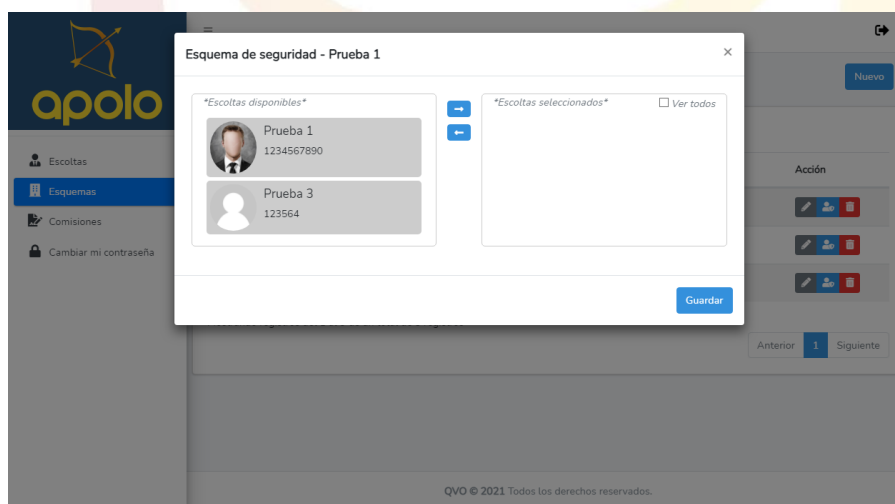 apolo
Escoltas
Esquemas
Comisiones
Cambiar mi contraseña
Esquema de seguridad - Prueba 1
×
*Escoltas disponibles*
Prueba 1
1234567890
Prueba 3
123564
*Escoltas seleccionados*
Ver todos
Guardar
Nuevo
Acción
Anterior 1 Siguiente
QVO © 2021 Todos los derechos reservados.